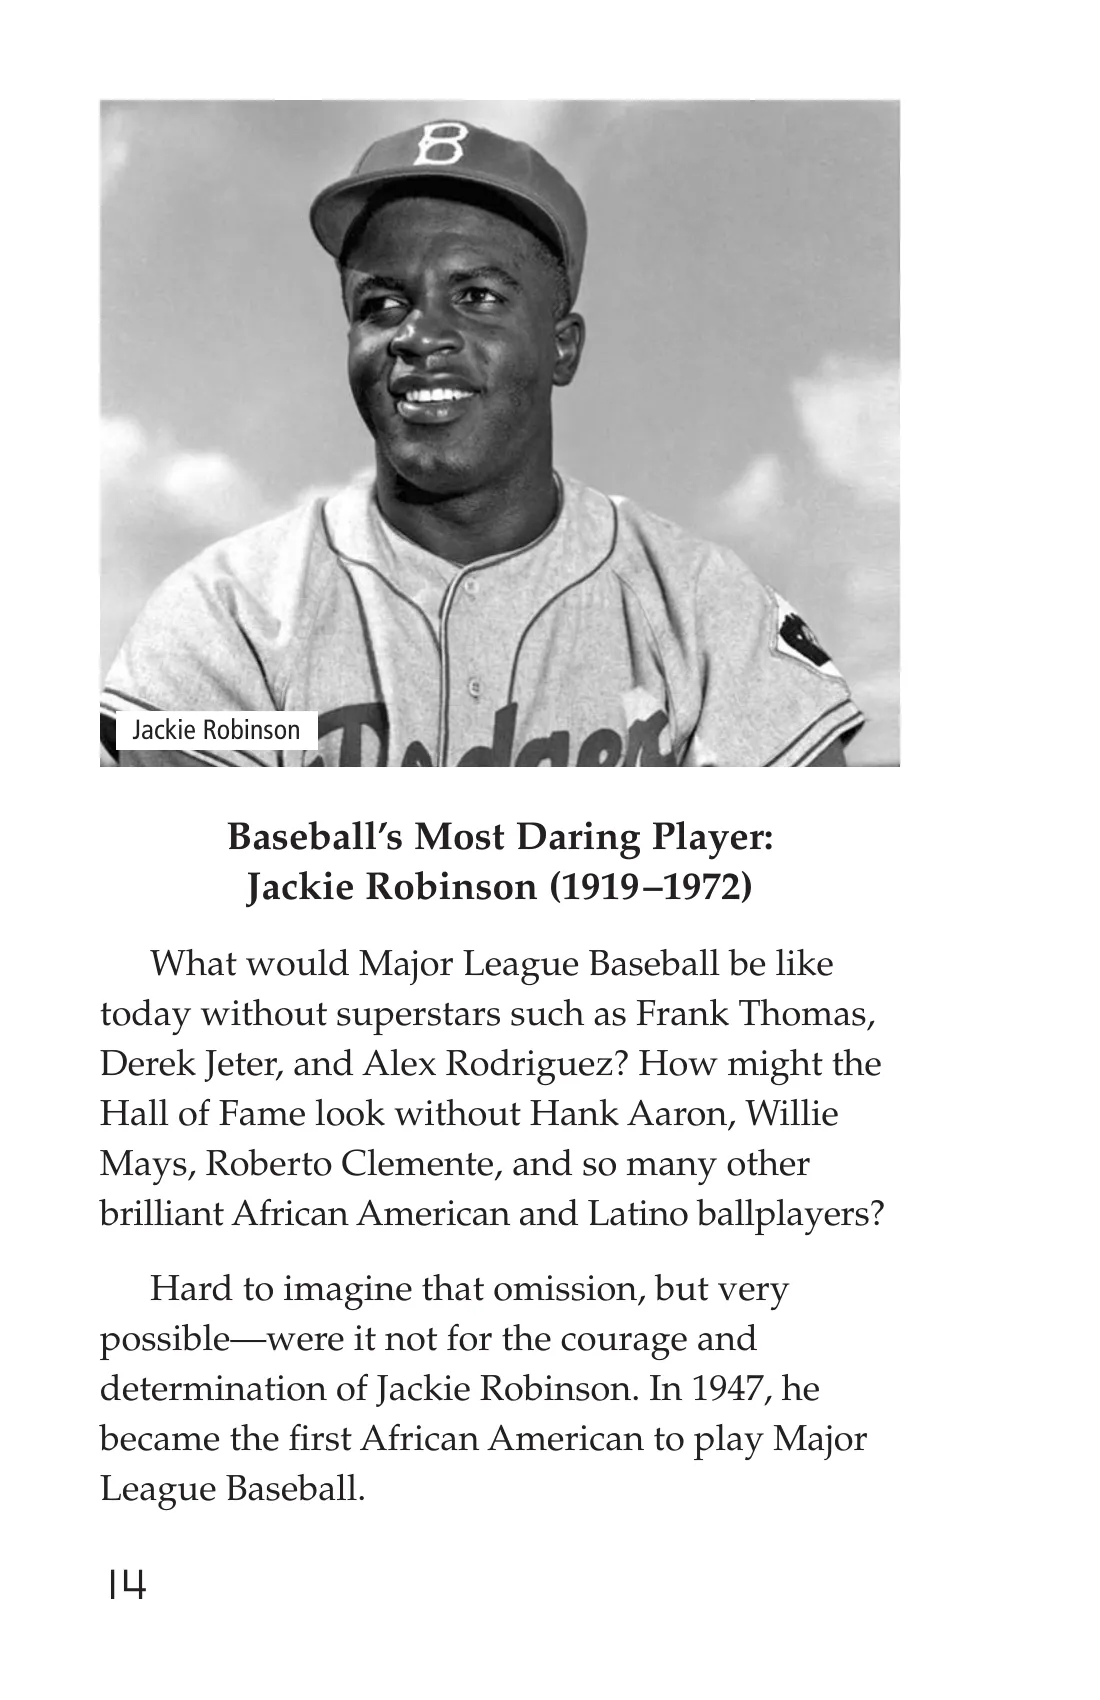 B
Jackie Robinson
Dodgers
Baseball’s Most Daring Player:
Jackie Robinson (1919–1972)
What would Major League Baseball be like
today without superstars such as Frank Thomas,
Derek Jeter, and Alex Rodriguez? How might the
Hall of Fame look without Hank Aaron, Willie
Mays, Roberto Clemente, and so many other
brilliant African American and Latino ballplayers?
Hard to imagine that omission, but very
possible—were it not for the courage and
determination of Jackie Robinson. In 1947, he
became the first African American to play Major
League Baseball.
14